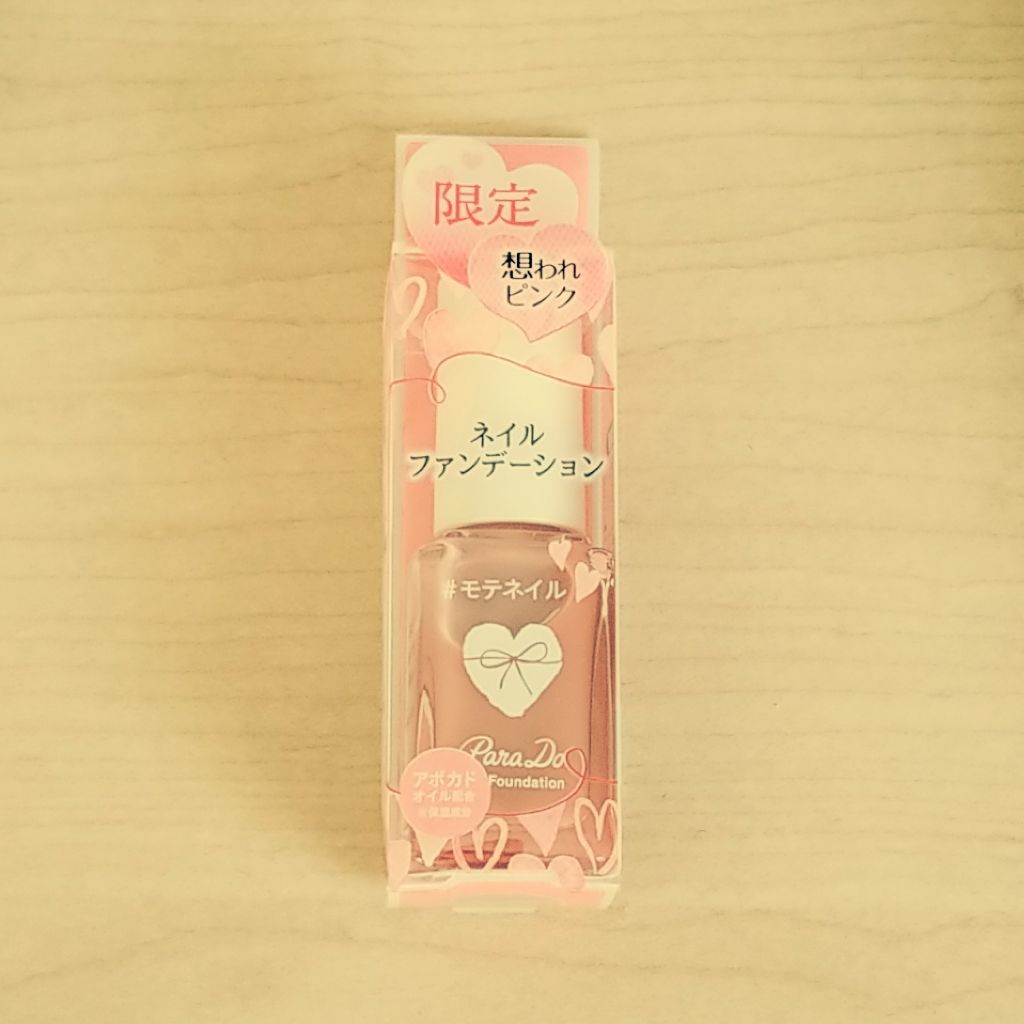 限定
想われ
ピンク
ネイル
ファンデーション
#モテネイル
Para Do
Foundation
アボカド
オイル配合
※保湿成分